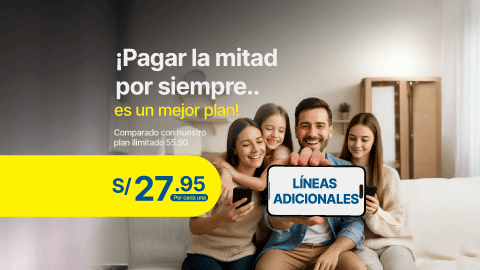 ¡Pagar la mitad
por siempre..
es un mejor plan!
Comparado con nuestro
plan ilimitado 55.90
S/27.95
Por cada una
LÍNEAS
ADICIONALES